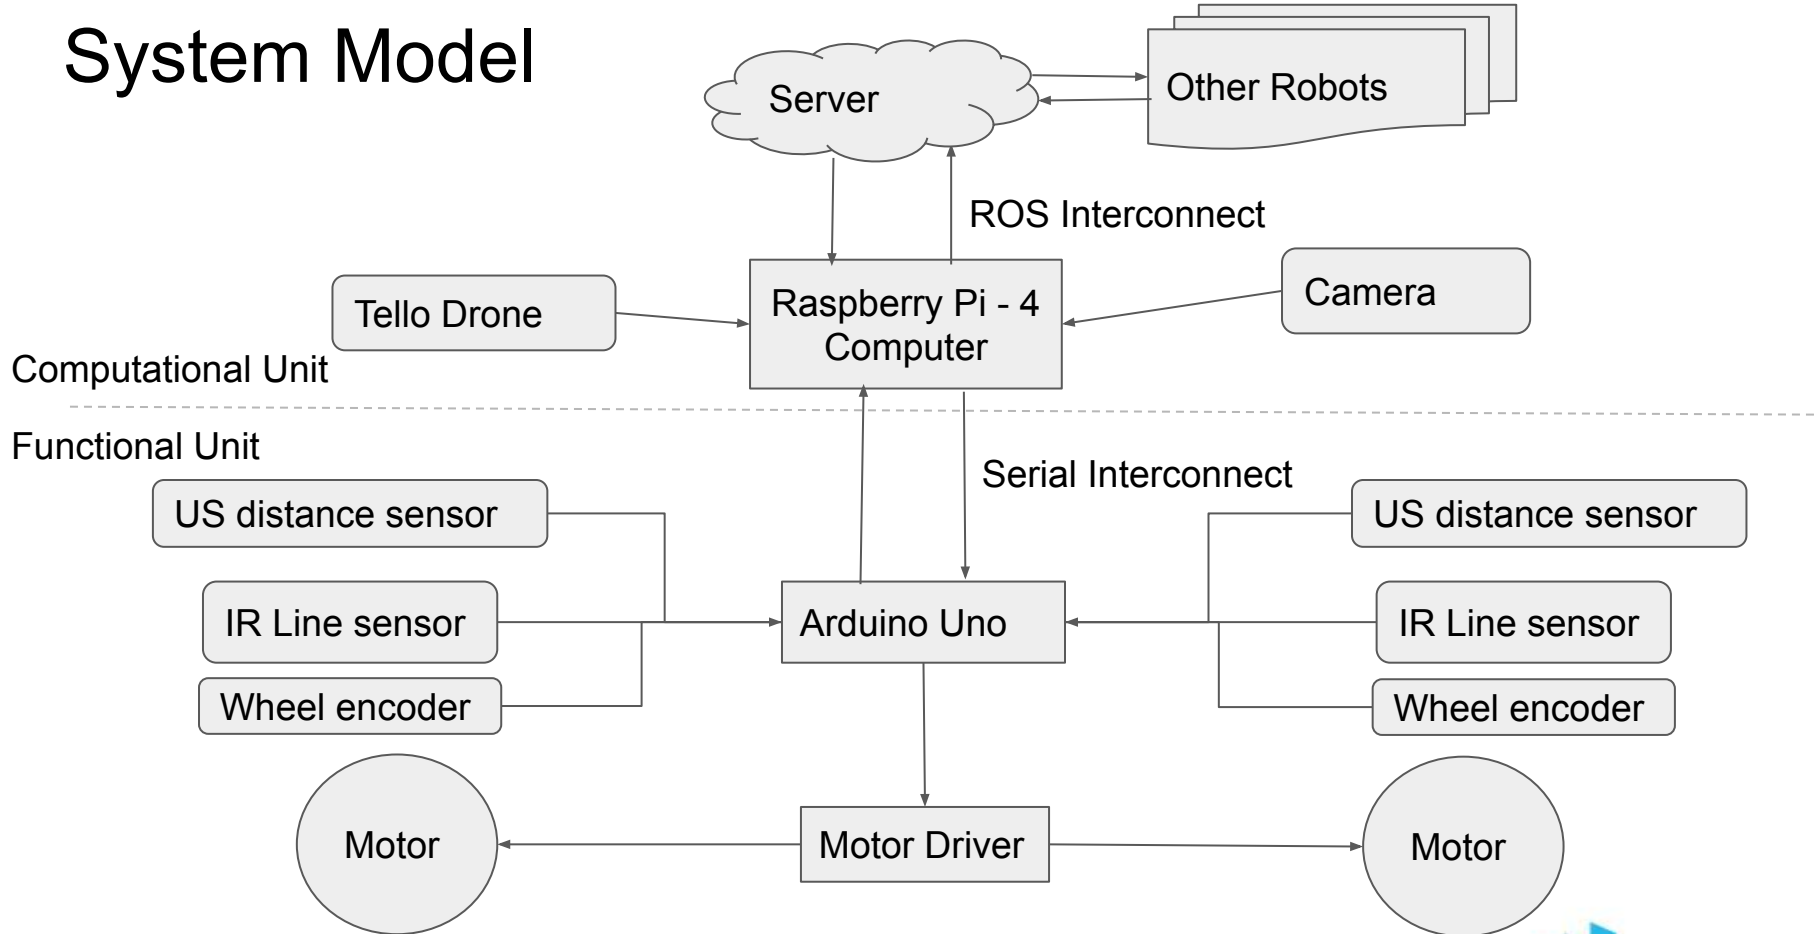 System Model
Server
Other Robots
ROS Interconnect
Tello Drone
Raspberry Pi - 4
Computer
Camera
Computational Unit
Functional Unit
Serial Interconnect
US distance sensor
US distance sensor
IR Line sensor
Arduino Uno
IR Line sensor
Wheel encoder
Wheel encoder
Motor
Motor Driver
Motor